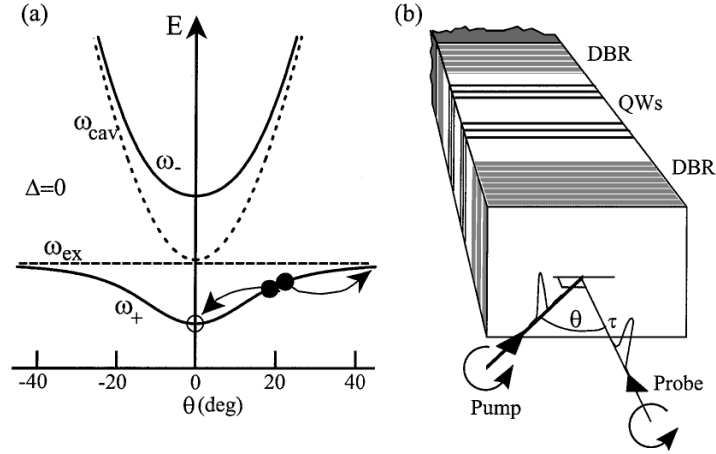 (a)
E
ω_cav
ω_-
Δ=0
ω_ex
ω_+
-40 -20 0 20 40
θ(deg)
(b)
DBR
QWs
DBR
θ
τ
Pump
Probe